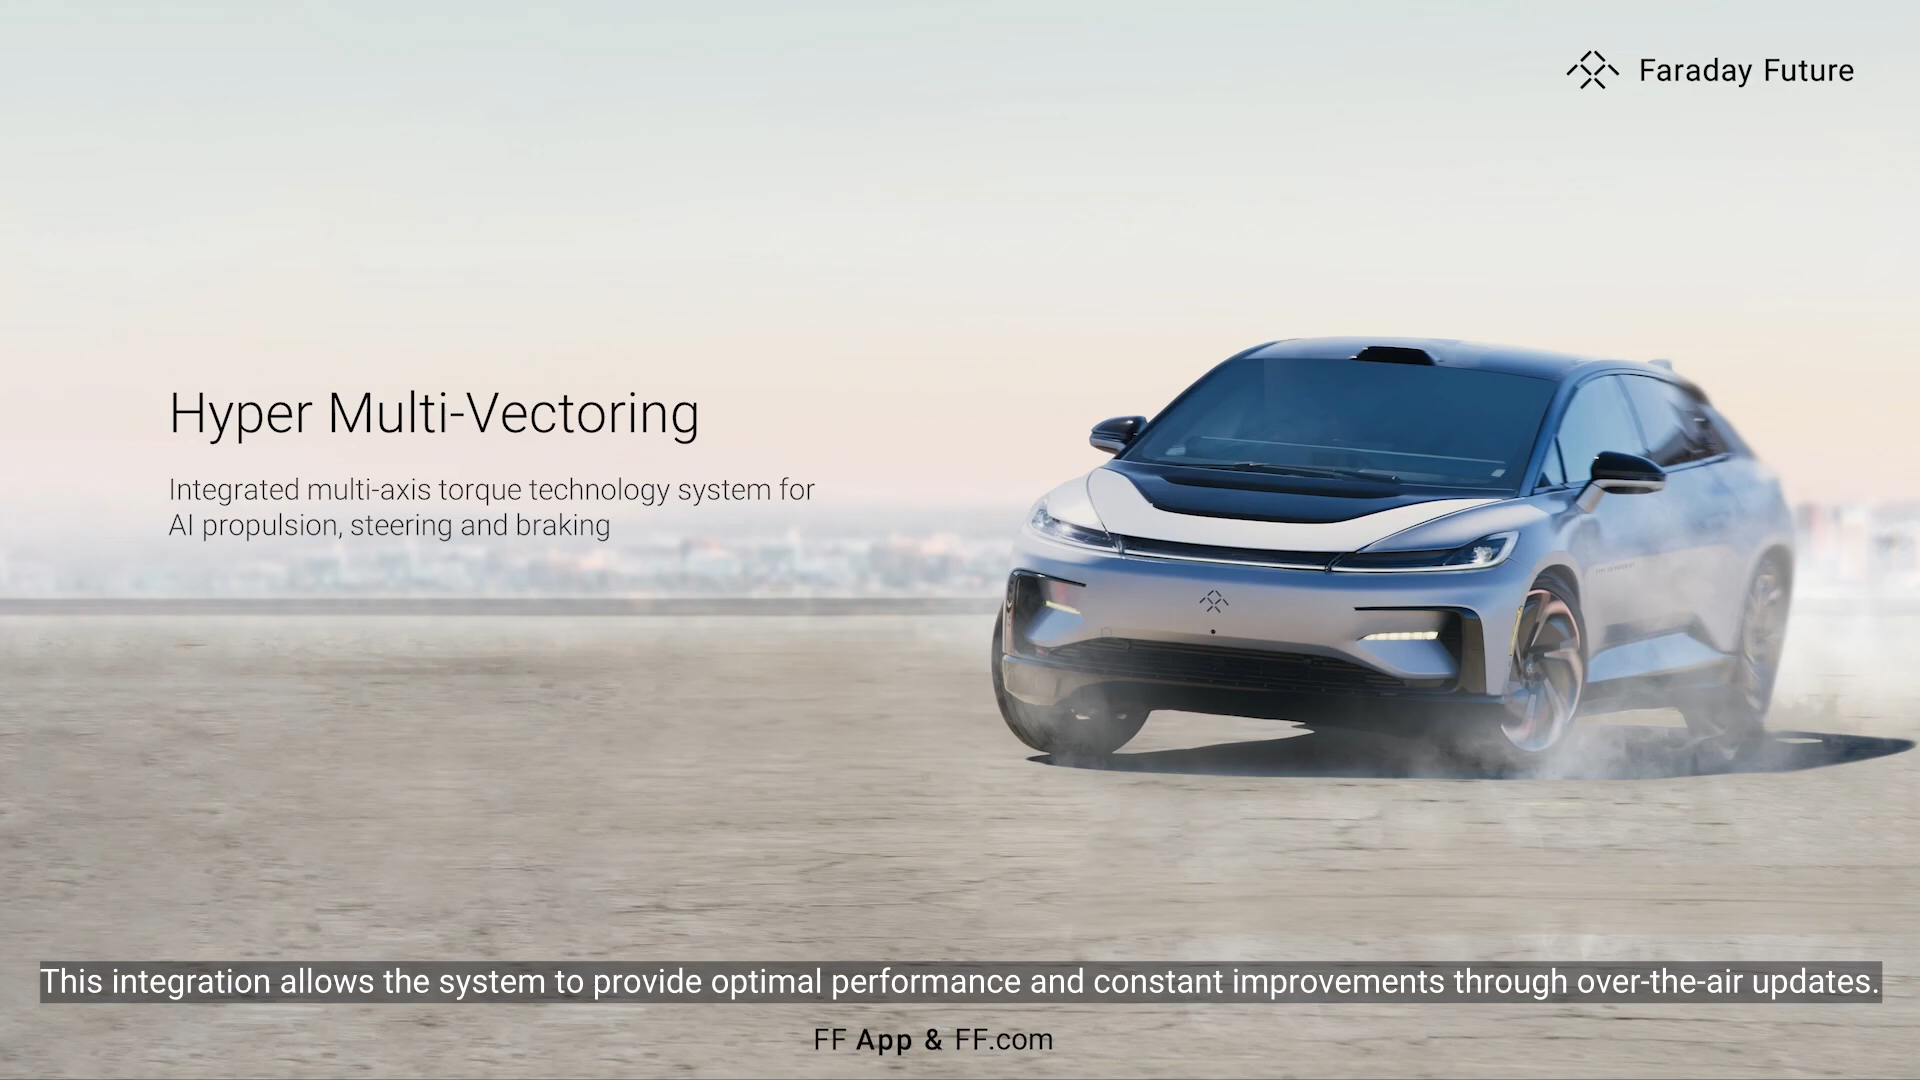 Faraday Future
Hyper Multi-Vectoring
Integrated multi-axis torque technology system for
AI propulsion, steering and braking
This integration allows the system to provide optimal performance and constant improvements through over-the-air updates.
FF App & FF.com